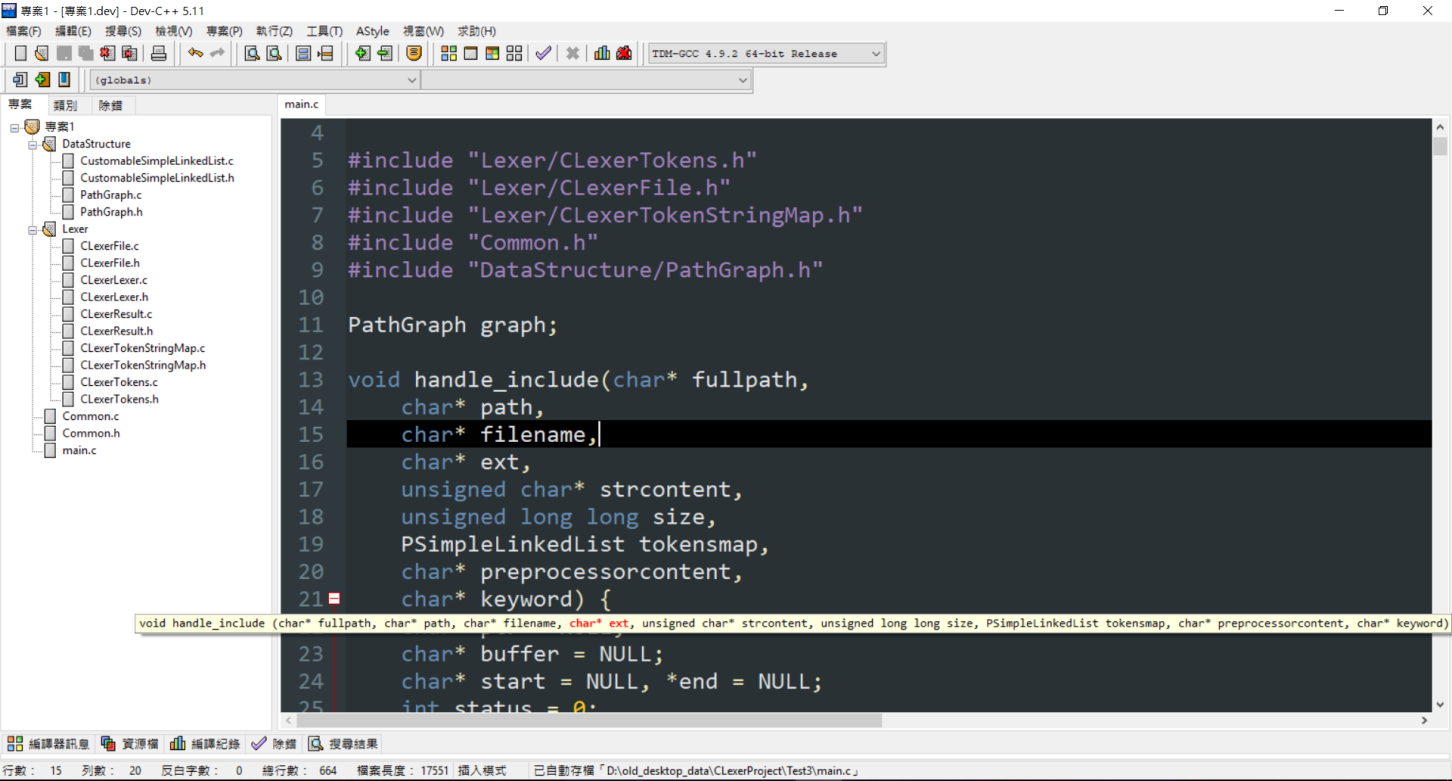 專案1 - [專案1.dev] - Dev-C++ 5.11
檔案(F) 編輯(E) 搜尋(S) 檢視(V) 專案(P) 執行(Z) 工具(T) AStyle 視窗(W) 求助(H)
TDM-GCC 4.9.2 64-bit Release
(globals)
專案 類別 除錯
main.c
專案1
DataStructure
CustomableSimpleLinkedList.c
CustomableSimpleLinkedList.h
PathGraph.c
PathGraph.h
Lexer
CLexerFile.c
CLexerFile.h
CLexerLexer.c
CLexerLexer.h
CLexerResult.c
CLexerResult.h
CLexerTokenStringMap.c
CLexerTokenStringMap.h
CLexerTokens.c
CLexerTokens.h
Common.c
Common.h
main.c
4
5 #include "Lexer/CLexerTokens.h"
6 #include "Lexer/CLexerFile.h"
7 #include "Lexer/CLexerTokenStringMap.h"
8 #include "Common.h"
9 #include "DataStructure/PathGraph.h"
10
11 PathGraph graph;
12
13 void handle_include(char* fullpath,
14 char* path,
15 char* filename,
16 char* ext,
17 unsigned char* strcontent,
18 unsigned long long size,
19 PSimpleLinkedList tokensmap,
20 char* preprocessorcontent,
21 char* keyword) {
void handle_include (char* fullpath, char* path, char* filename, char* ext, unsigned char* strcontent, unsigned long long size, PSimpleLinkedList tokensmap, char* preprocessorcontent, char* keyword)
23 char* buffer = NULL;
24 char* start = NULL, *end = NULL;
25 int status = 0;
編譯器訊息 資源檔 編譯紀錄 除錯 搜尋結果
行數： 15 列數： 20 反白字數： 0 總行數： 664 檔案長度： 17551 插入模式 已自動存檔「D:\old_desktop_data\CLexerProject\Test3\main.c」